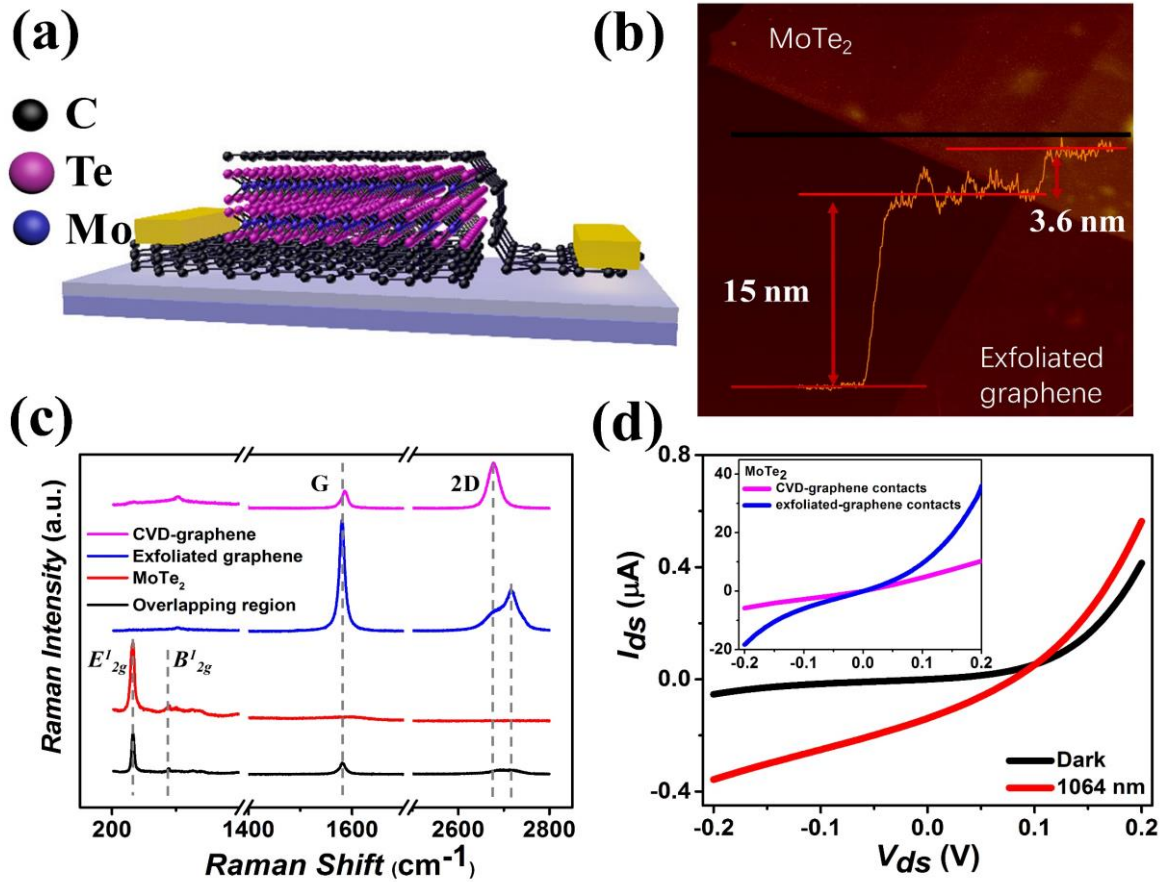 (a)
C
Te
Mo
(b)
MoTe2
3.6 nm
15 nm
Exfoliated
graphene
(c)
Raman Intensity (a.u.)
G
2D
CVD-graphene
Exfoliated graphene
MoTe2
Overlapping region
E^1_2g
B^1_2g
200
1400
1600
2600
2800
Raman Shift (cm-1)
(d)
Ids (μA)
0.8
0.4
0.0
-0.4
MoTe2
CVD-graphene contacts
exfoliated-graphene contacts
40
20
0
-20
-0.2 -0.1 0.0 0.1 0.2
Dark
1064 nm
-0.2 -0.1 0.0 0.1 0.2
Vds (V)